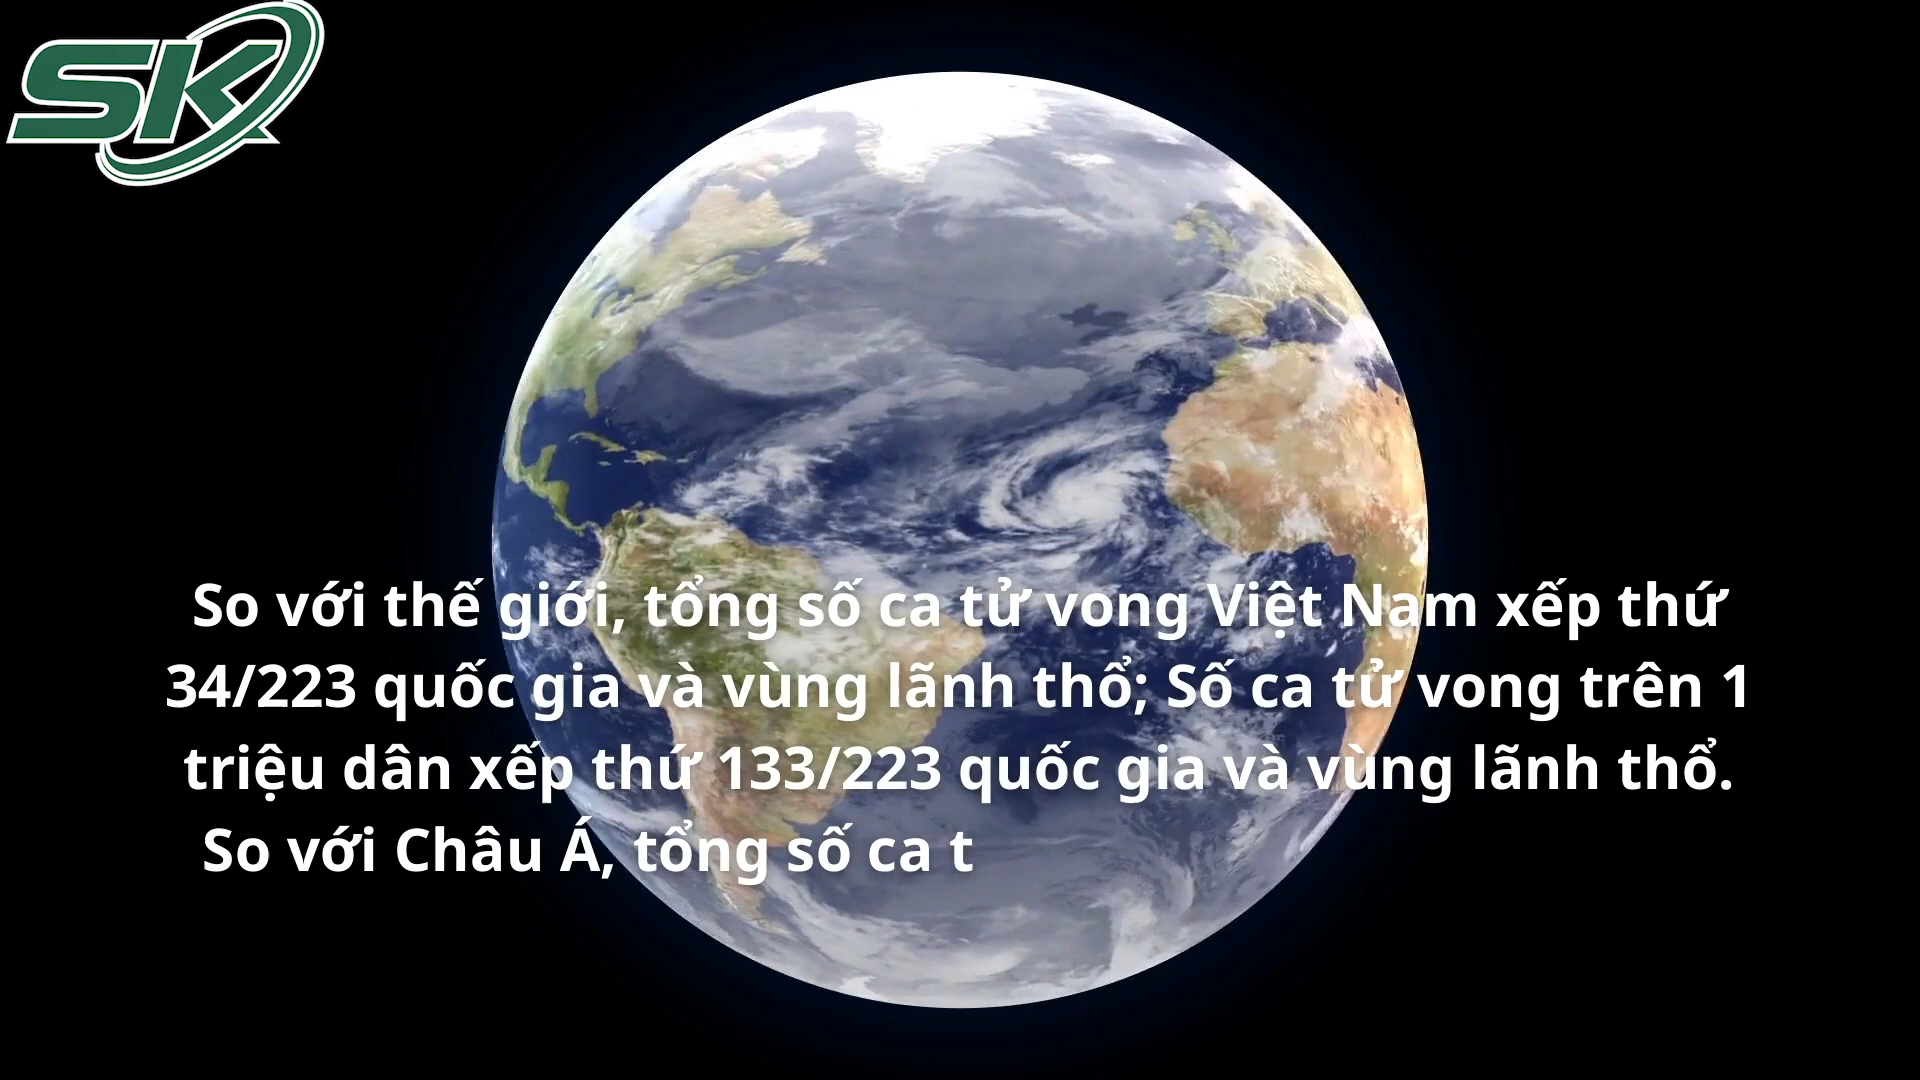 SK
So với thế giới, tổng số ca tử vong Việt Nam xếp thứ
34/223 quốc gia và vùng lãnh thổ; Số ca tử vong trên 1
triệu dân xếp thứ 133/223 quốc gia và vùng lãnh thổ.
So với Châu Á, tổng số ca t